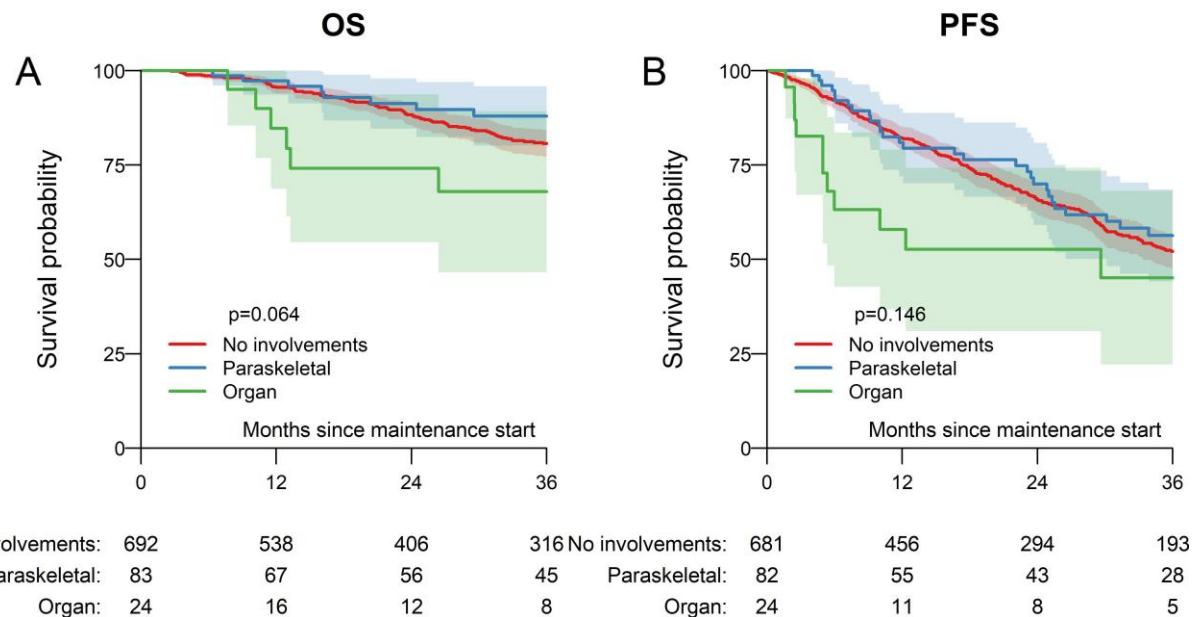 OS
A
100
75
50
25
0
Survival probability
p=0.064
No involvements
Paraskeletal
Organ
Months since maintenance start
0 12 24 36
volvements: 692 538 406 316
araskeletal: 83 67 56 45
Organ: 24 16 12 8
PFS
B
100
75
50
25
0
Survival probability
p=0.146
No involvements
Paraskeletal
Organ
Months since maintenance start
0 12 24 36
No involvements: 681 456 294 193
Paraskeletal: 82 55 43 28
Organ: 24 11 8 5